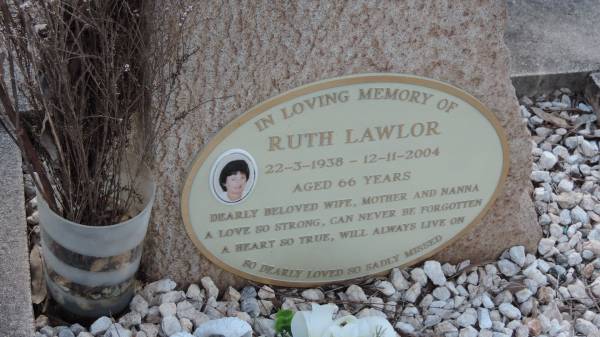 IN LOVING MEMORY OF
RUTH LAWLOR
22-3-1938 - 12-11-2004
AGED 66 YEARS
DEARLY BELOVED WIFE, MOTHER AND NANNA
A LOVE SO STRONG, CAN NEVER BE FORGOTTEN
A HEART SO TRUE, WILL ALWAYS LIVE ON
SO DEARLY LOVED SO SADLY MISSED